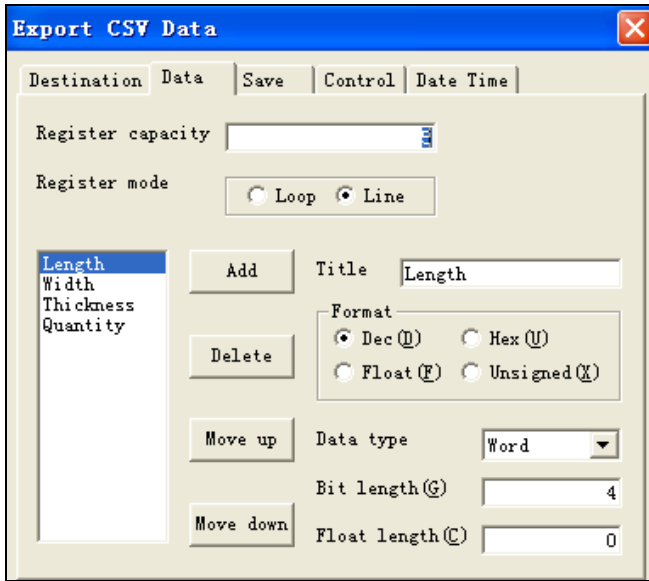 Export CSV Data
Destination Data Save Control Date Time
Register capacity 3
Register mode Loop Line
Length
Width
Thickness
Quantity
Add
Delete
Move up
Move down
Title Length
Format
Dec(D) Hex(U)
Float(F) Unsigned(X)
Data type Word
Bit length(G) 4
Float length(C) 0